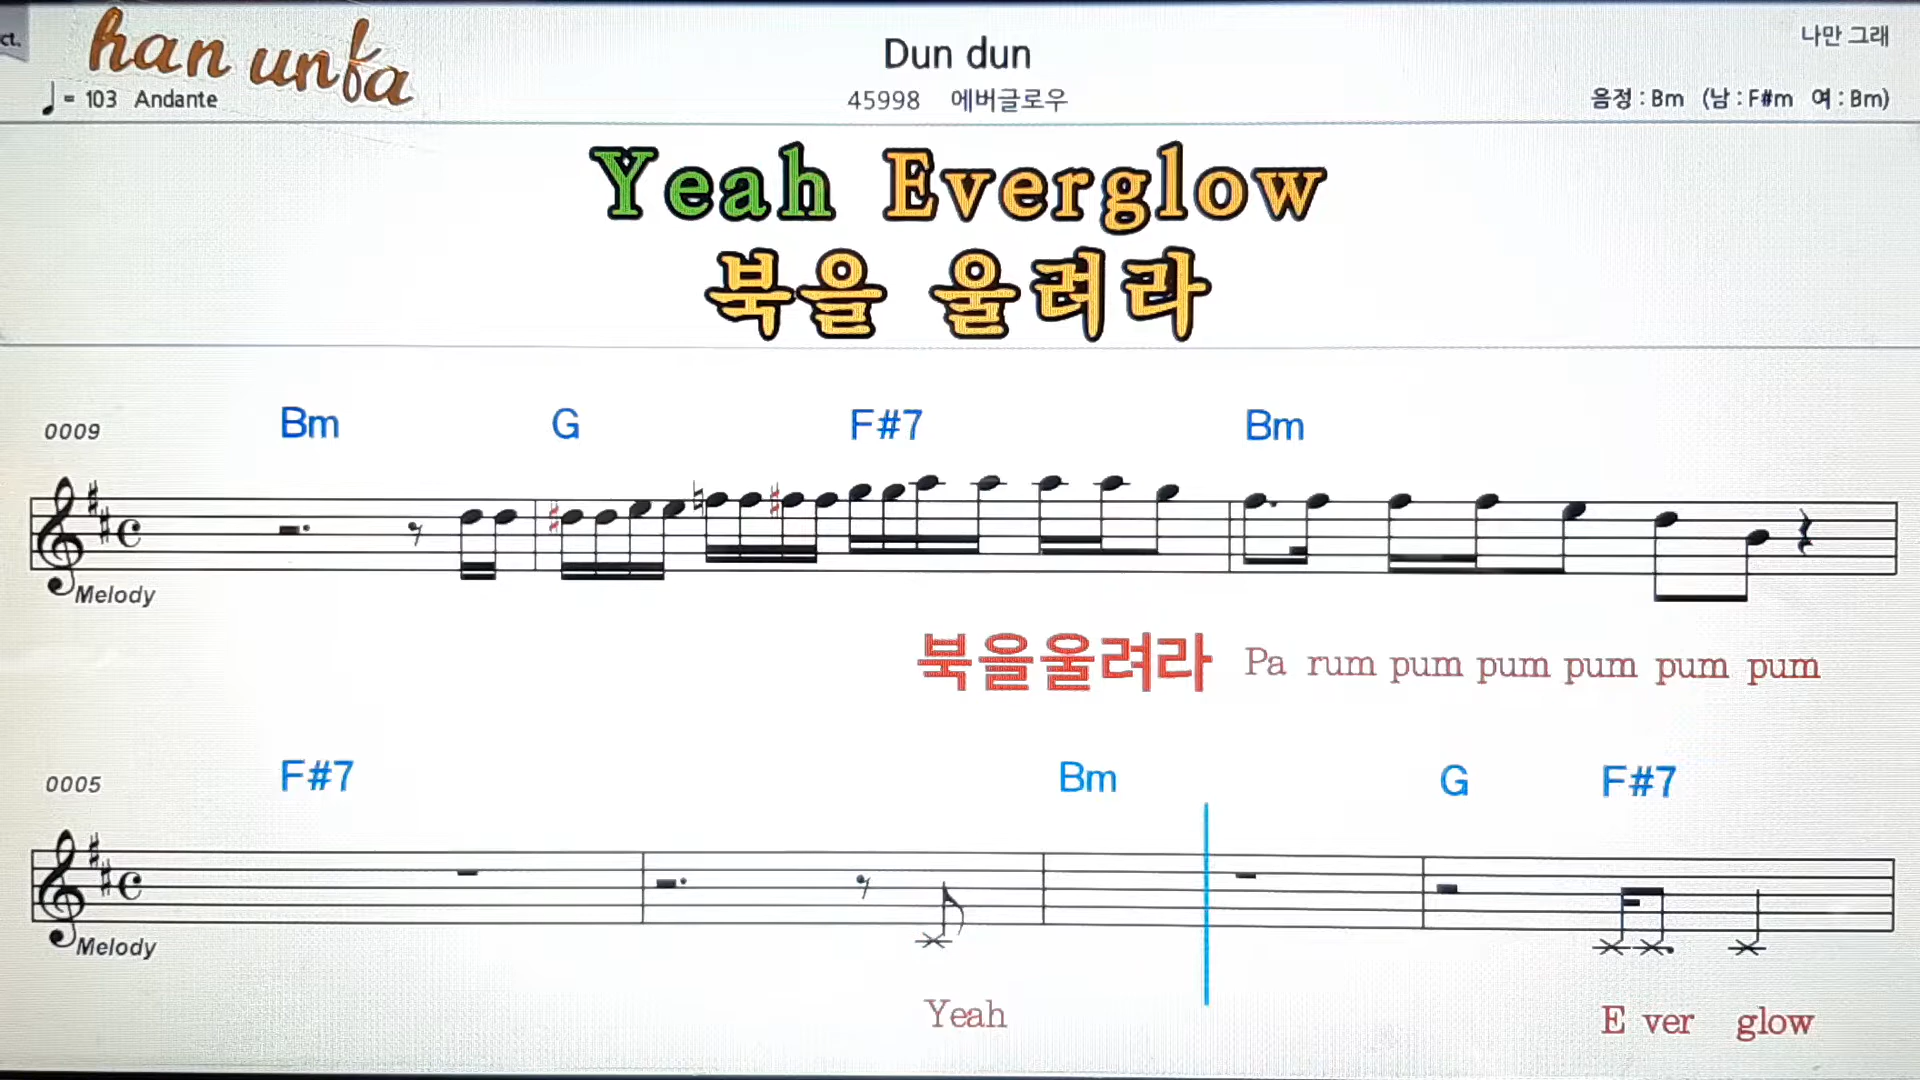 ct.
han unfa
♩ = 103 Andante
Dun dun
45998 에버글로우
나만 그래
음정 : Bm (남 : F#m 여 : Bm)
Yeah Everglow
북을 울려라
0009 Bm G F#7 Bm
Melody
북을울려라 Pa rum pum pum pum pum pum
0005 F#7 Bm G F#7
Melody
Yeah E ver glow